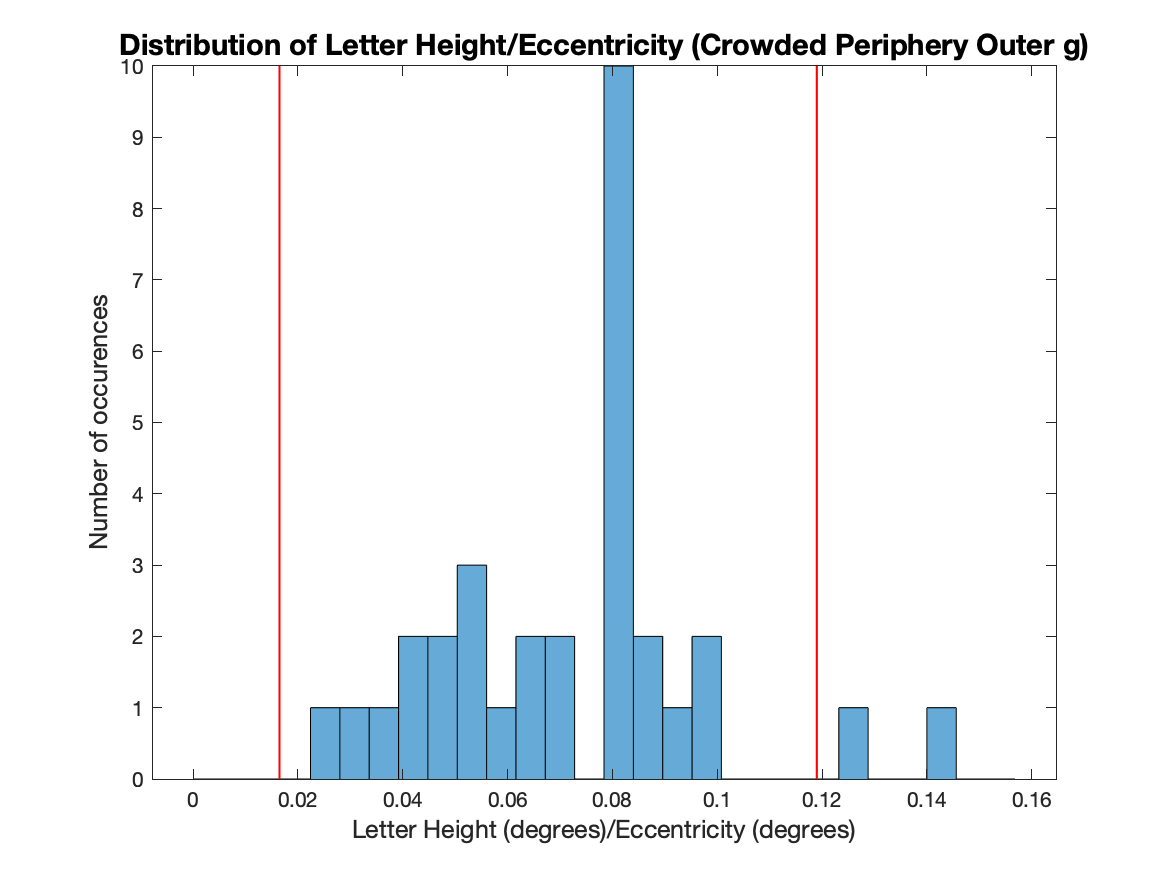 Distribution of Letter Height/Eccentricity (Crowded Periphery Outer g)
10
9
8
7
6
5
4
3
2
1
0
Number of occurences
0 0.02 0.04 0.06 0.08 0.1 0.12 0.14 0.16
Letter Height (degrees)/Eccentricity (degrees)